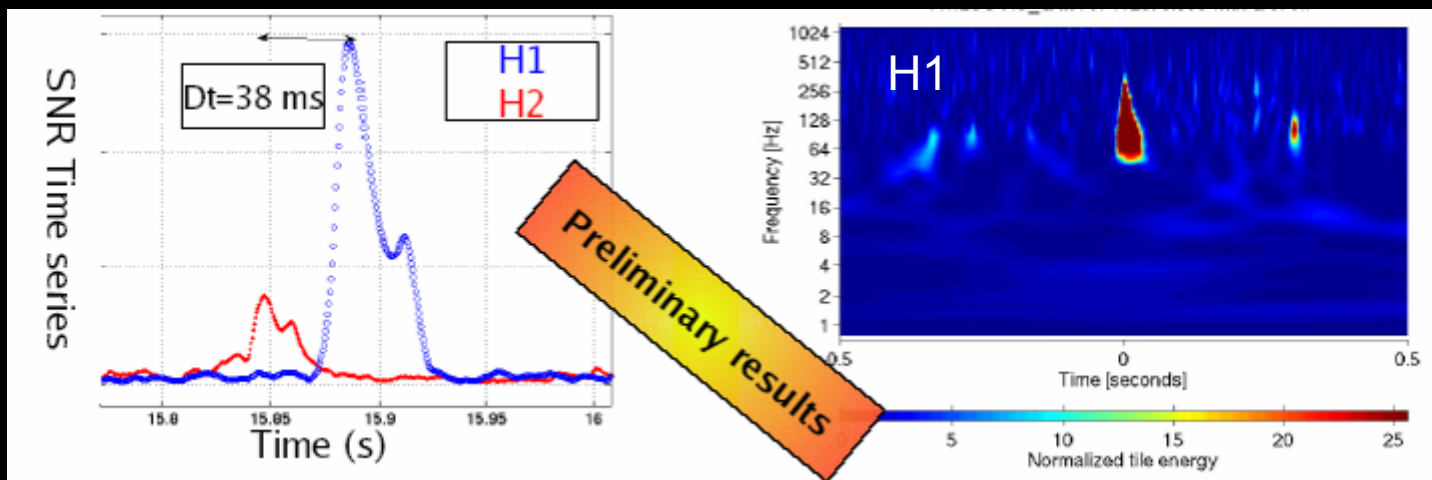 SNR Time series
Dt=38 ms
H1
H2
15.8
15.85
15.9
15.95
16
Time (s)
Preliminary results
H1
1024
512
256
128
64
32
16
8
4
2
1
Frequency [Hz]
0.5
0
0.5
Time [seconds]
0
5
10
15
20
25
Normalized tile energy